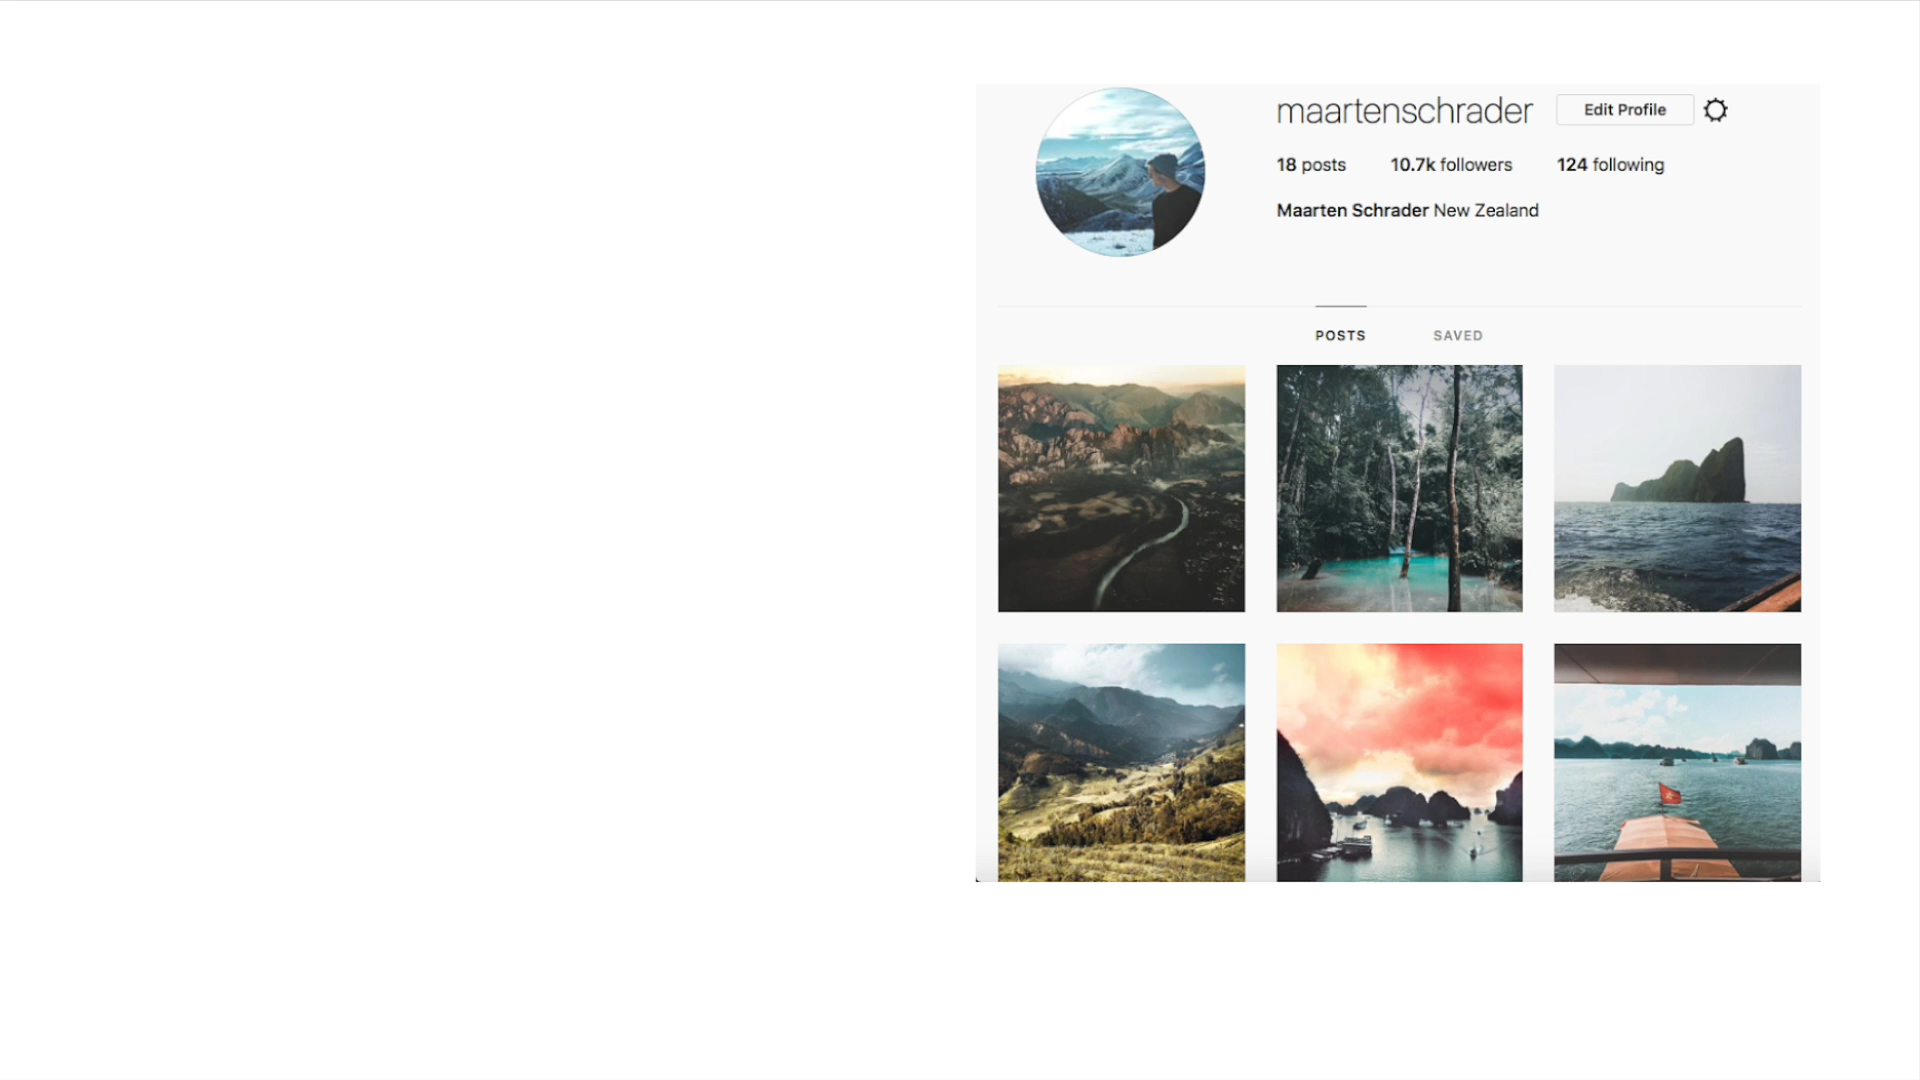 maartenschrader Edit Profile
18 posts 10.7k followers 124 following
Maarten Schrader New Zealand
POSTS SAVED